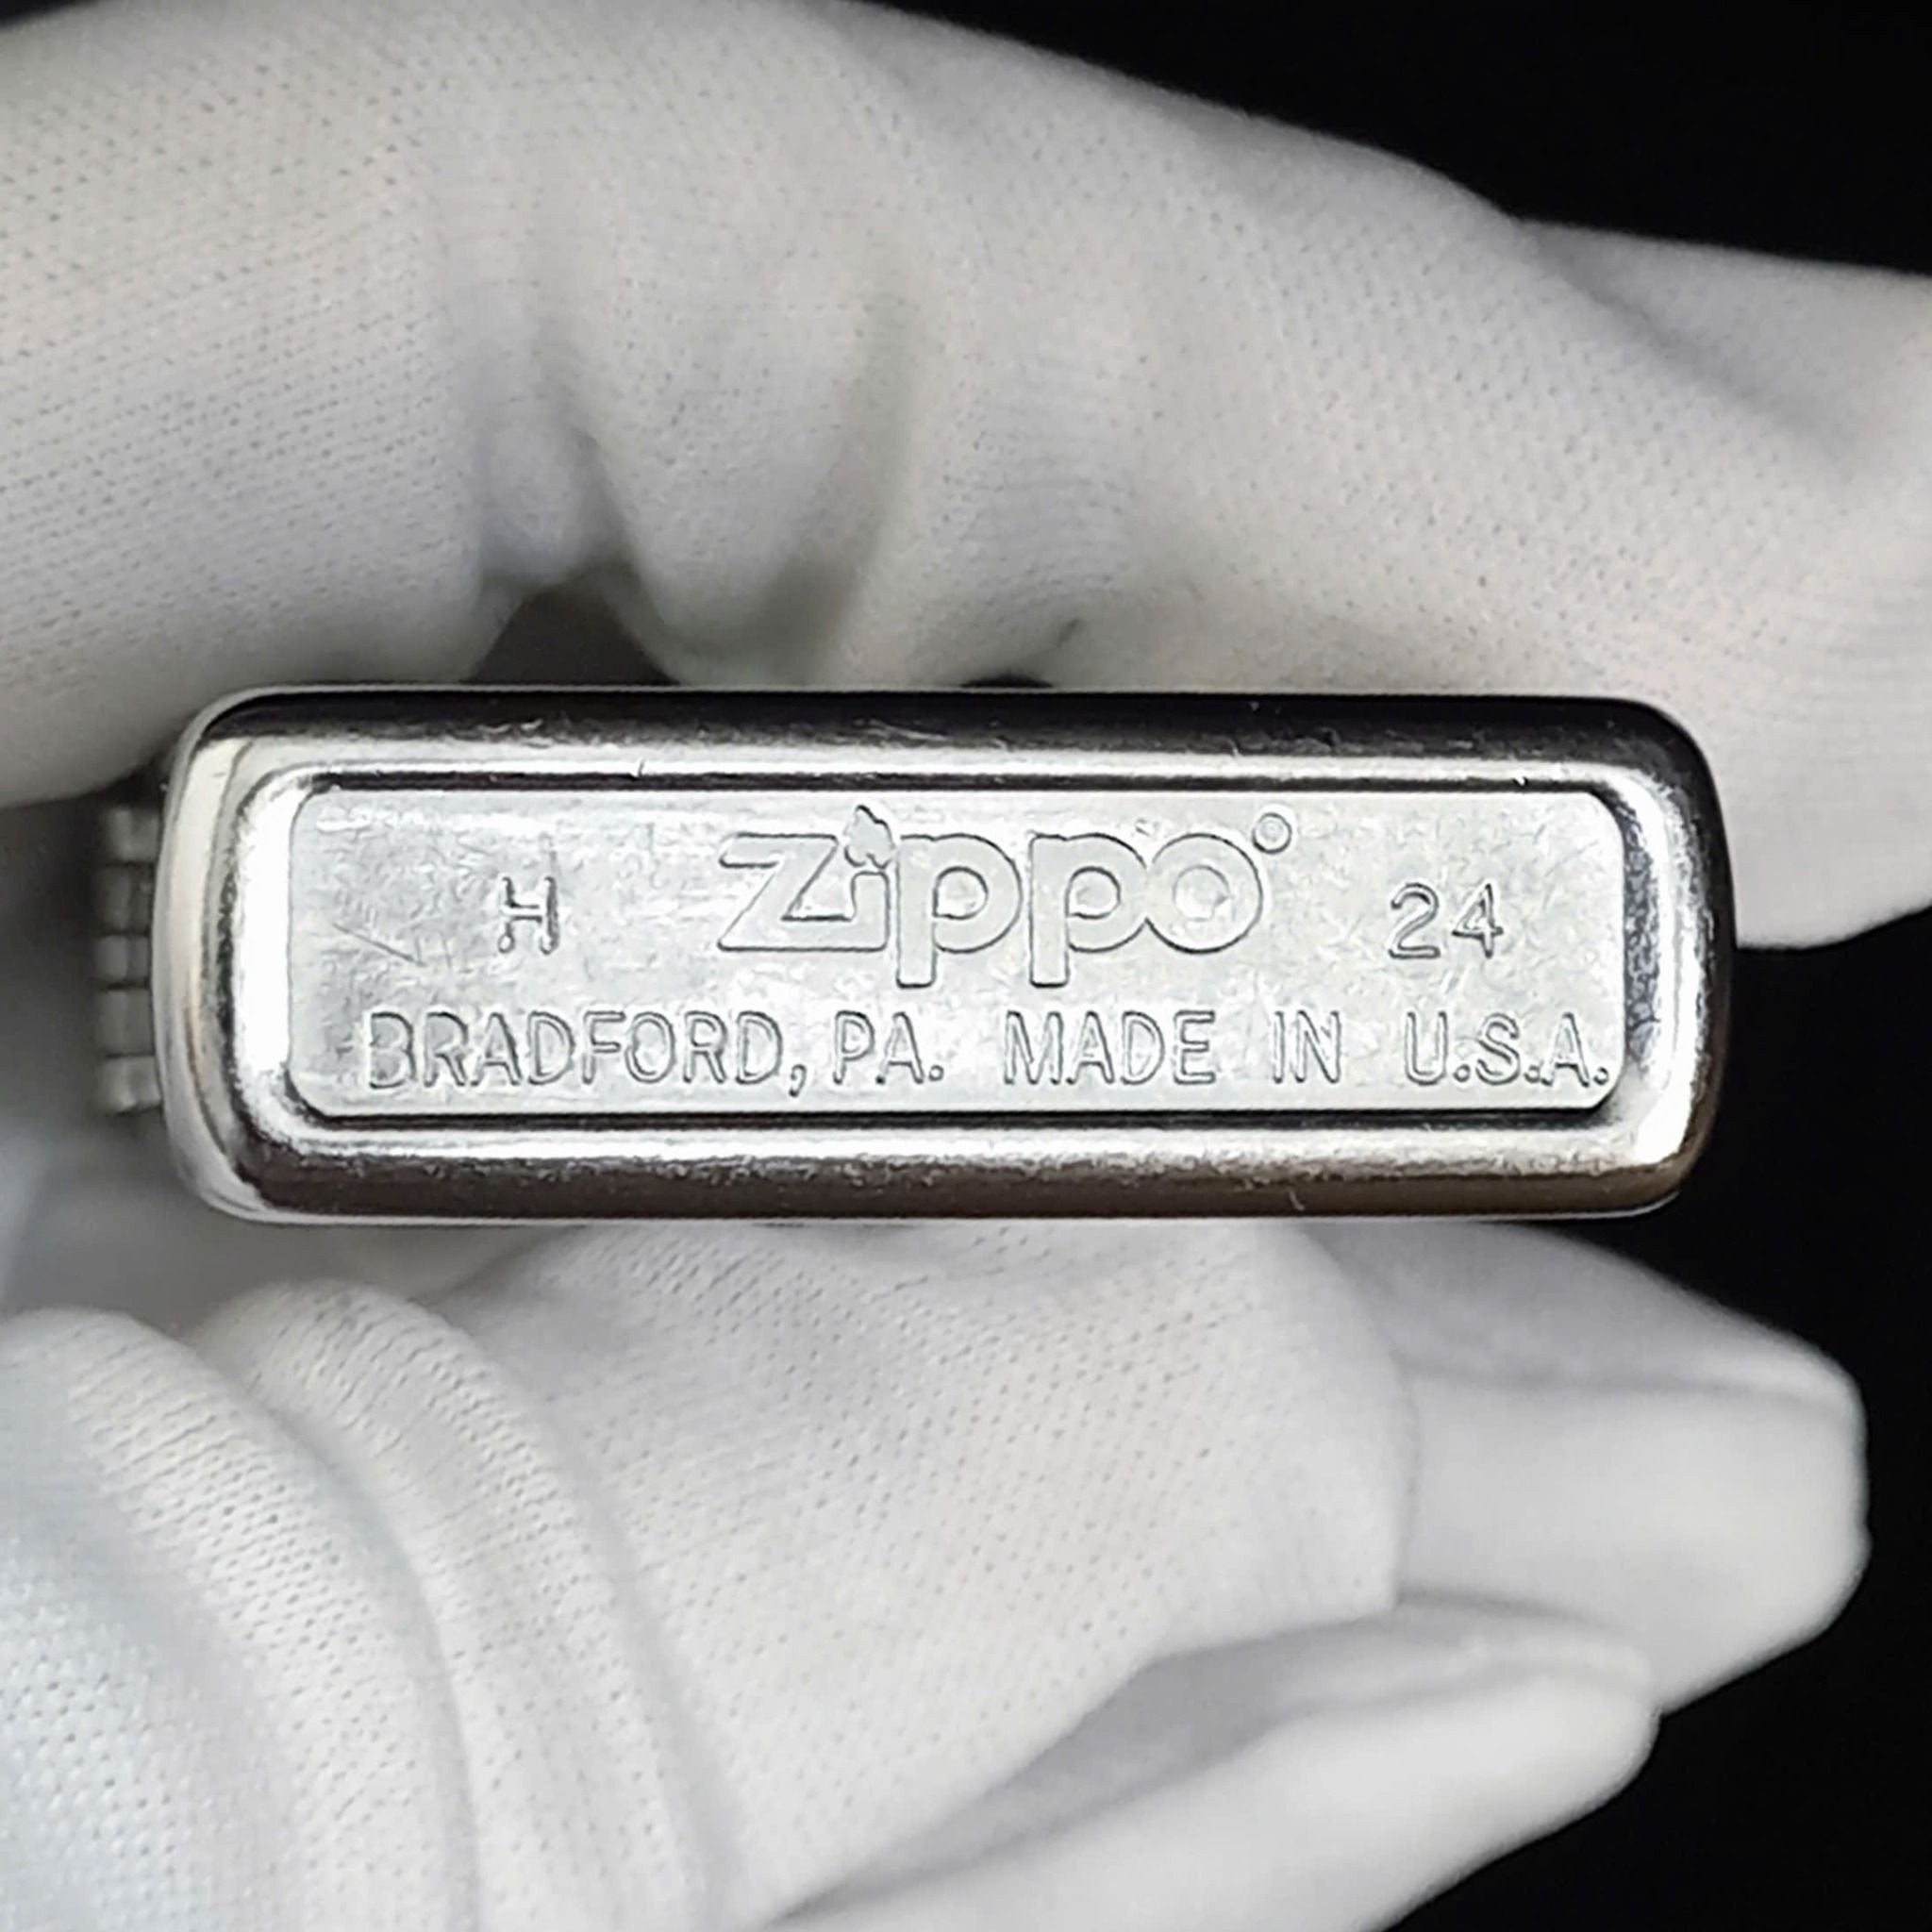 H zippo® 24
BRADFORD, PA. MADE IN U.S.A.